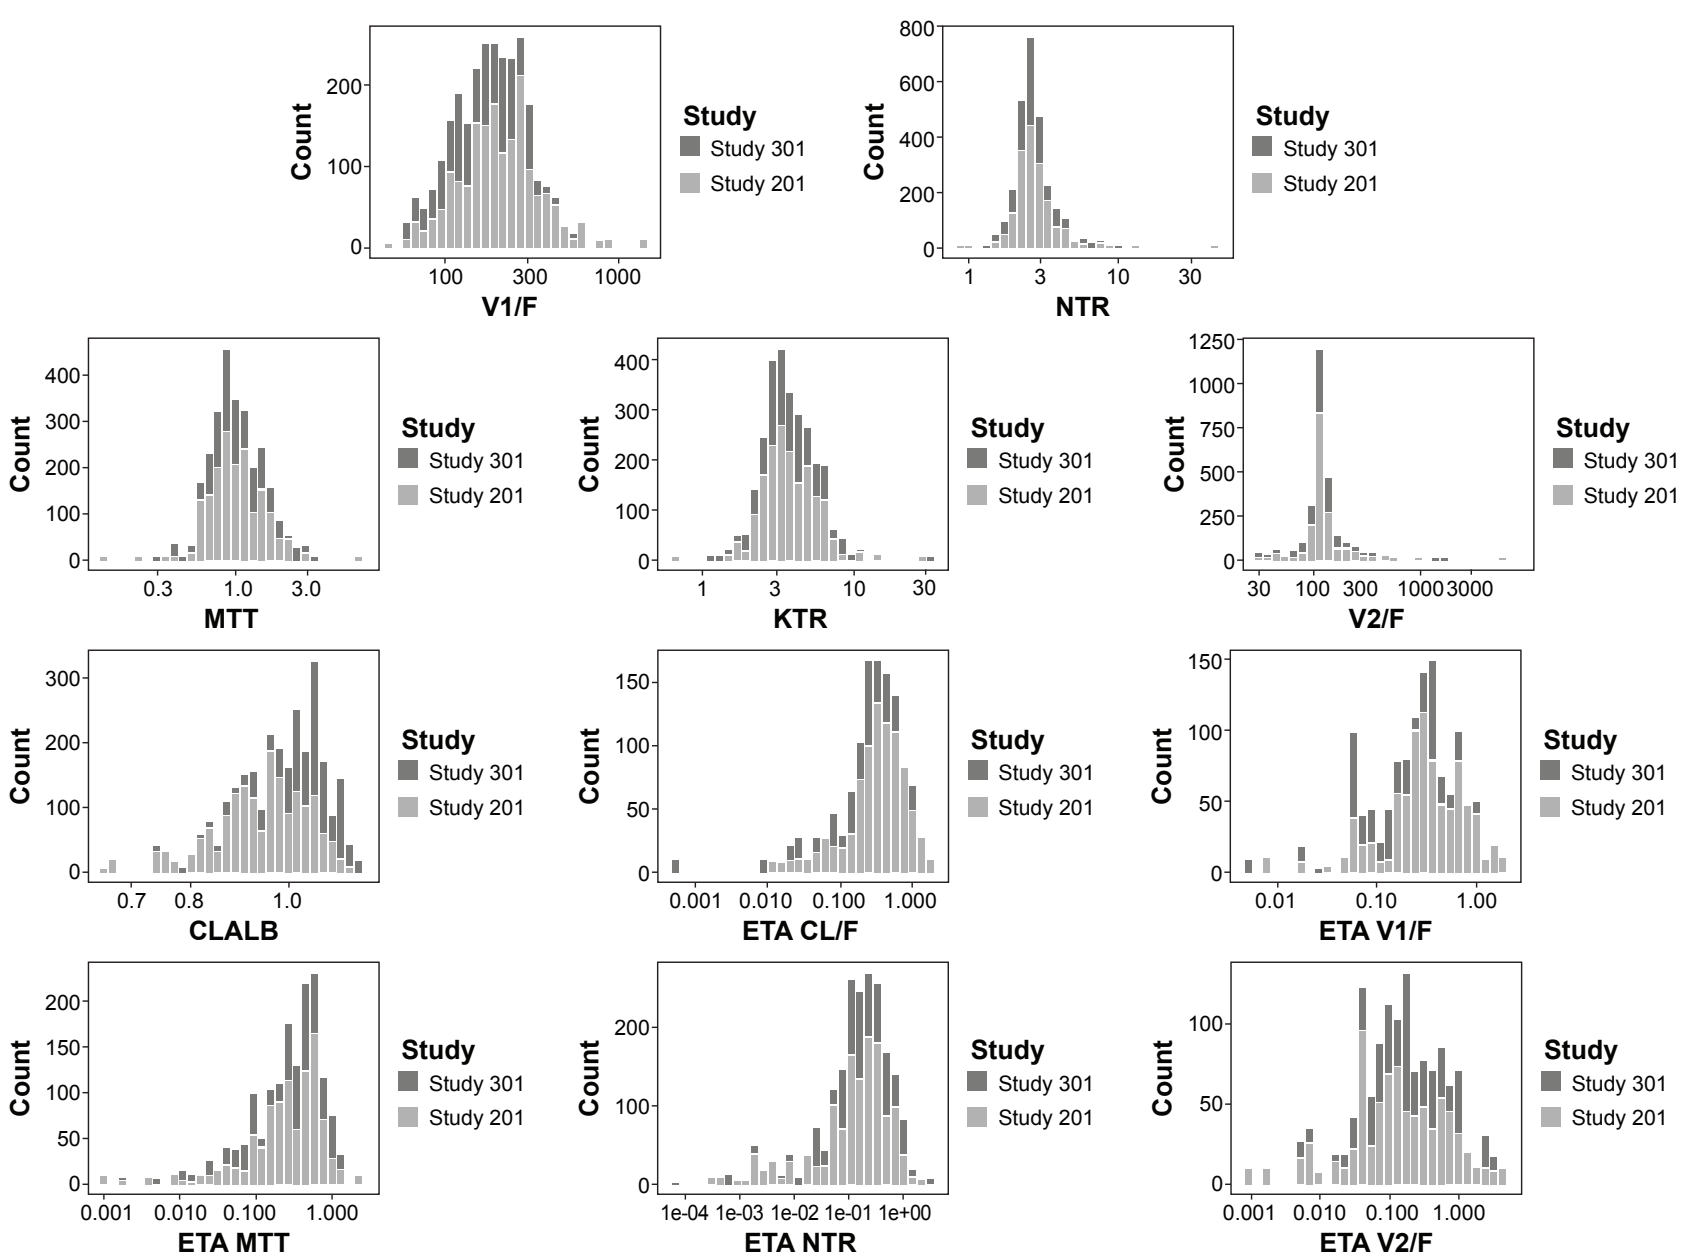 Count
200
100
0
100 300 1000
V1/F
Study
Study 301
Study 201
Count
800
600
400
200
0
1 3 10 30
NTR
Study
Study 301
Study 201
Count
400
300
200
100
0
0.3 1.0 3.0
MTT
Study
Study 301
Study 201
Count
400
300
200
100
0
1 3 10 30
KTR
Study
Study 301
Study 201
Count
1250
1000
750
500
250
0
30 100 300 1000 3000
V2/F
Study
Study 301
Study 201
Count
300
200
100
0
0.7 0.8 1.0
CLALB
Study
Study 301
Study 201
Count
150
100
50
0
0.001 0.010 0.100 1.000
ETA CL/F
Study
Study 301
Study 201
Count
150
100
50
0
0.01 0.10 1.00
ETA V1/F
Study
Study 301
Study 201
Count
200
150
100
50
0
0.001 0.010 0.100 1.000
ETA MTT
Study
Study 301
Study 201
Count
200
100
0
1e-04 1e-03 1e-02 1e-01 1e+00
ETA NTR
Study
Study 301
Study 201
Count
100
50
0
0.001 0.010 0.100 1.000
ETA V2/F
Study
Study 301
Study 201